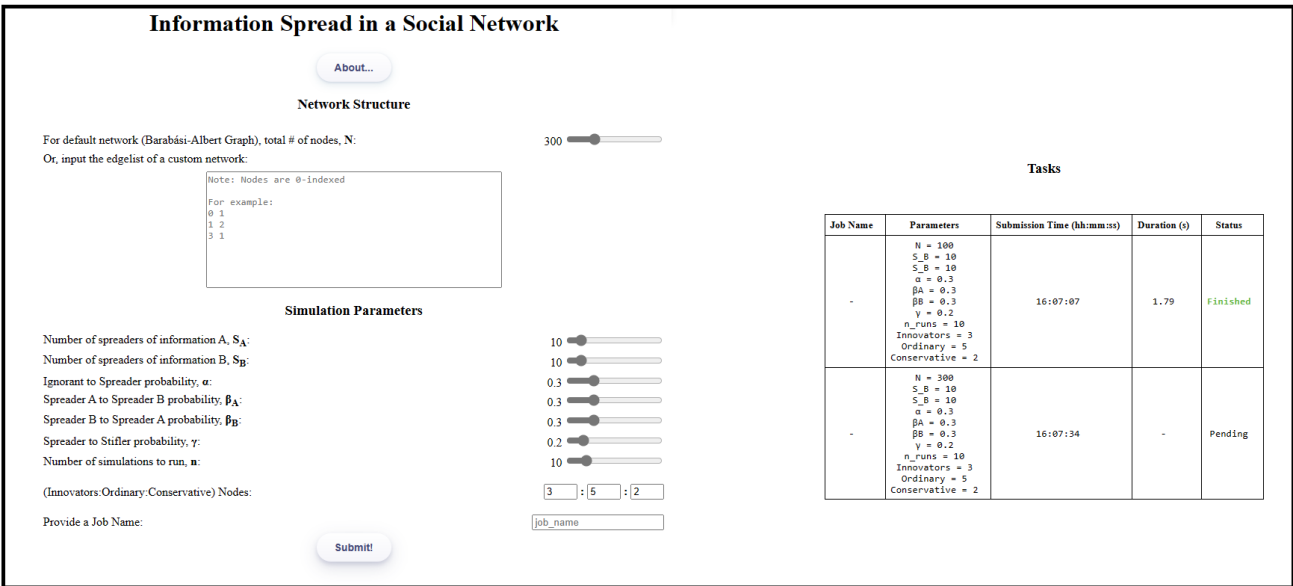 Information Spread in a Social Network
About...
Network Structure
For default network (Barabási-Albert Graph), total # of nodes, N:
300
Or, input the edgelist of a custom network:
Note: Nodes are 0-indexed
For example:
0 1
1 2
3 1
Simulation Parameters
Number of spreaders of information A, SA:
10
Number of spreaders of information B, SB:
10
Ignorant to Spreader probability, α:
0.3
Spreader A to Spreader B probability, βA:
0.3
Spreader B to Spreader A probability, βB:
0.3
Spreader to Stifler probability, γ:
0.2
Number of simulations to run, n:
10
(Innovators:Ordinary:Conservative) Nodes:
3 : 5 : 2
Provide a Job Name:
job_name
Submit!
Tasks
Job Name Parameters Submission Time (hh:mm:ss) Duration (s) Status
-
N = 100
S_B = 10
S_B = 10
α = 0.3
βA = 0.3
βB = 0.3
γ = 0.2
n_runs = 10
Innovators = 3
Ordinary = 5
Conservative = 2
16:07:07
1.79
Finished
-
N = 300
S_B = 10
S_B = 10
α = 0.3
βA = 0.3
βB = 0.3
γ = 0.2
n_runs = 10
Innovators = 3
Ordinary = 5
Conservative = 2
16:07:34
-
Pending